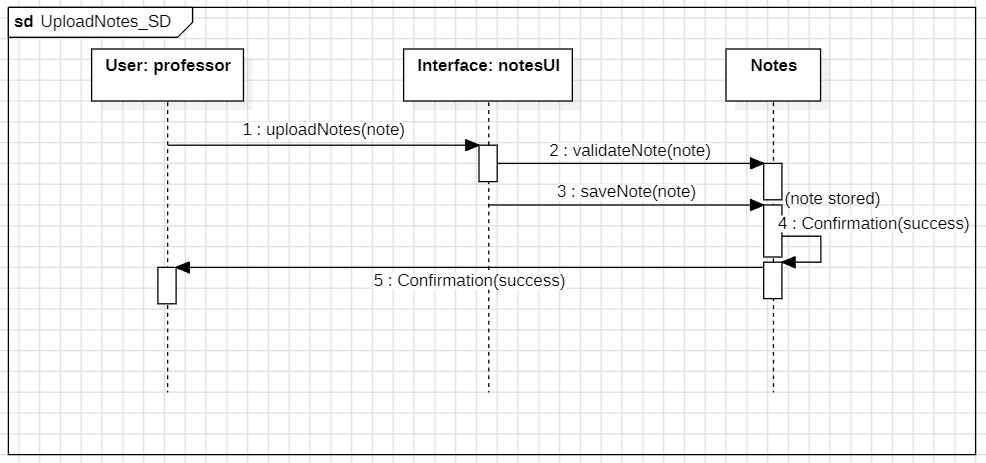 sd UploadNotes_SD
User: professor
Interface: notesUI
Notes
1 : uploadNotes(note)
2 : validateNote(note)
3 : saveNote(note)
(note stored)
4 : Confirmation(success)
5 : Confirmation(success)